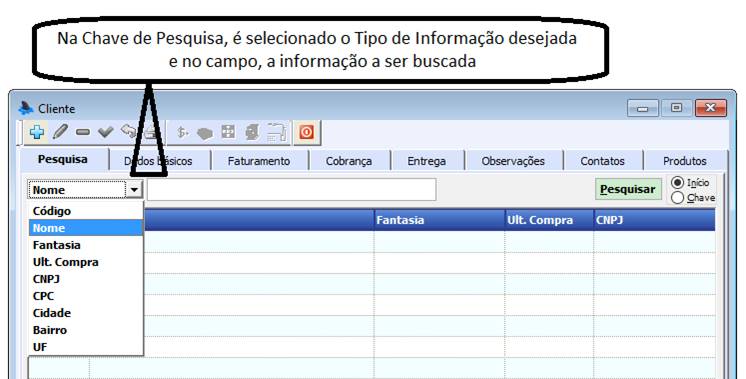 Na Chave de Pesquisa, é selecionado o Tipo de Informação desejada
e no campo, a informação a ser buscada
Cliente
Pesquisa Dados básicos Faturamento Cobrança Entrega Observações Contatos Produtos
Nome Pesquisar Início
Chave
Código Fantasia Ult. Compra CNPJ
Nome
Fantasia
Ult. Compra
CNPJ
CPC
Cidade
Bairro
UF